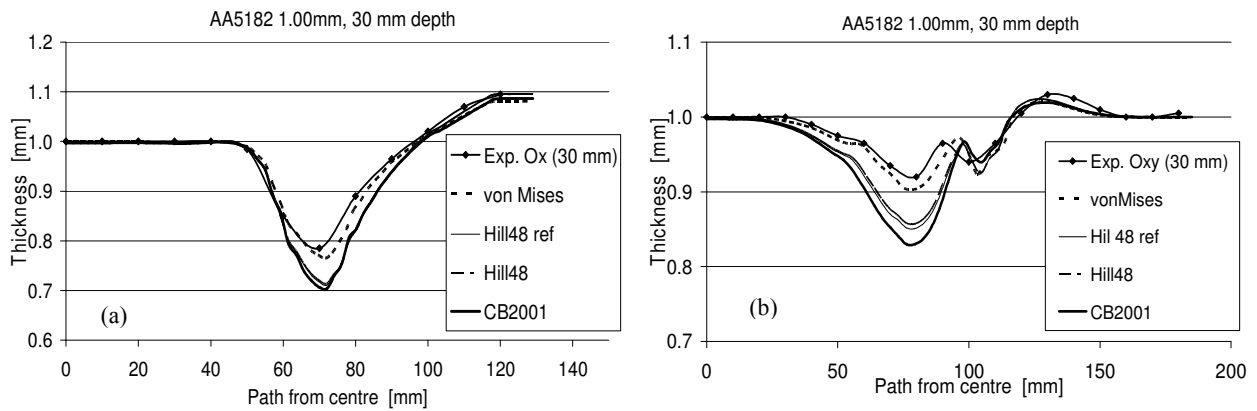 AA5182 1.00mm, 30 mm depth
Thickness [mm]
1.2
1.1
1.0
0.9
0.8
0.7
0.6
0 20 40 60 80 100 120 140
Path from centre [mm]
(a)
Exp. Ox (30 mm)
von Mises
Hill48 ref
Hill48
CB2001
AA5182 1.00mm, 30 mm depth
Thickness [mm]
1.1
1.0
0.9
0.8
0.7
0 50 100 150 200
Path from centre [mm]
(b)
Exp. Oxy (30 mm)
vonMises
Hil 48 ref
Hill48
CB2001